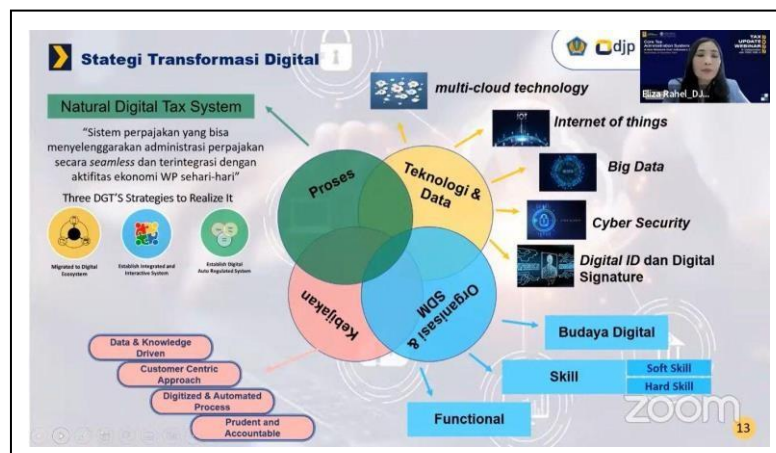 Stategi Transformasi Digital
djp
TAX
UPDATE
WEBINAR
Eliza Rahel_DJ...
Natural Digital Tax System
"Sistem perpajakan yang bisa
menyelenggarakan administrasi perpajakan
secara seamless dan terintegrasi dengan
aktifitas ekonomi WP sehari-hari"
Three DGT'S Strategies to Realize It
Migrated to Digital
Ecosystem
Establish Integrated and
Interactive System
Establish Digital
Auto Regulated System
Proses
Teknologi &
Data
Kebijakan
Organisasi &
SDM
multi-cloud technology
Internet of things
IOT
Big Data
Cyber Security
Digital ID dan Digital
Signature
Data & Knowledge
Driven
Customer Centric
Approach
Digitized & Automated
Process
Prudent and
Accountable
Budaya Digital
Skill
Soft Skill
Hard Skill
Functional
zoom
13